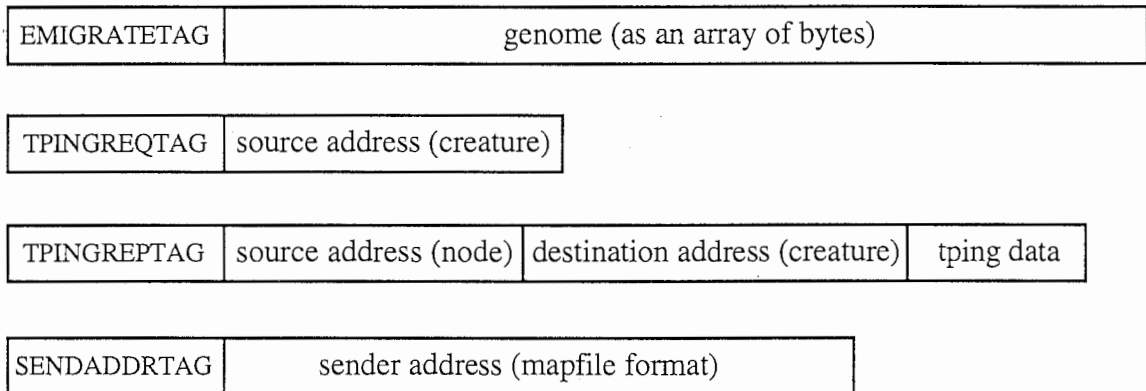 EMIGRATETAG genome (as an array of bytes)
TPINGREQTAG source address (creature)
TPINGREPTAG source address (node) destination address (creature) tping data
SENDADDRTAG sender address (mapfile format)